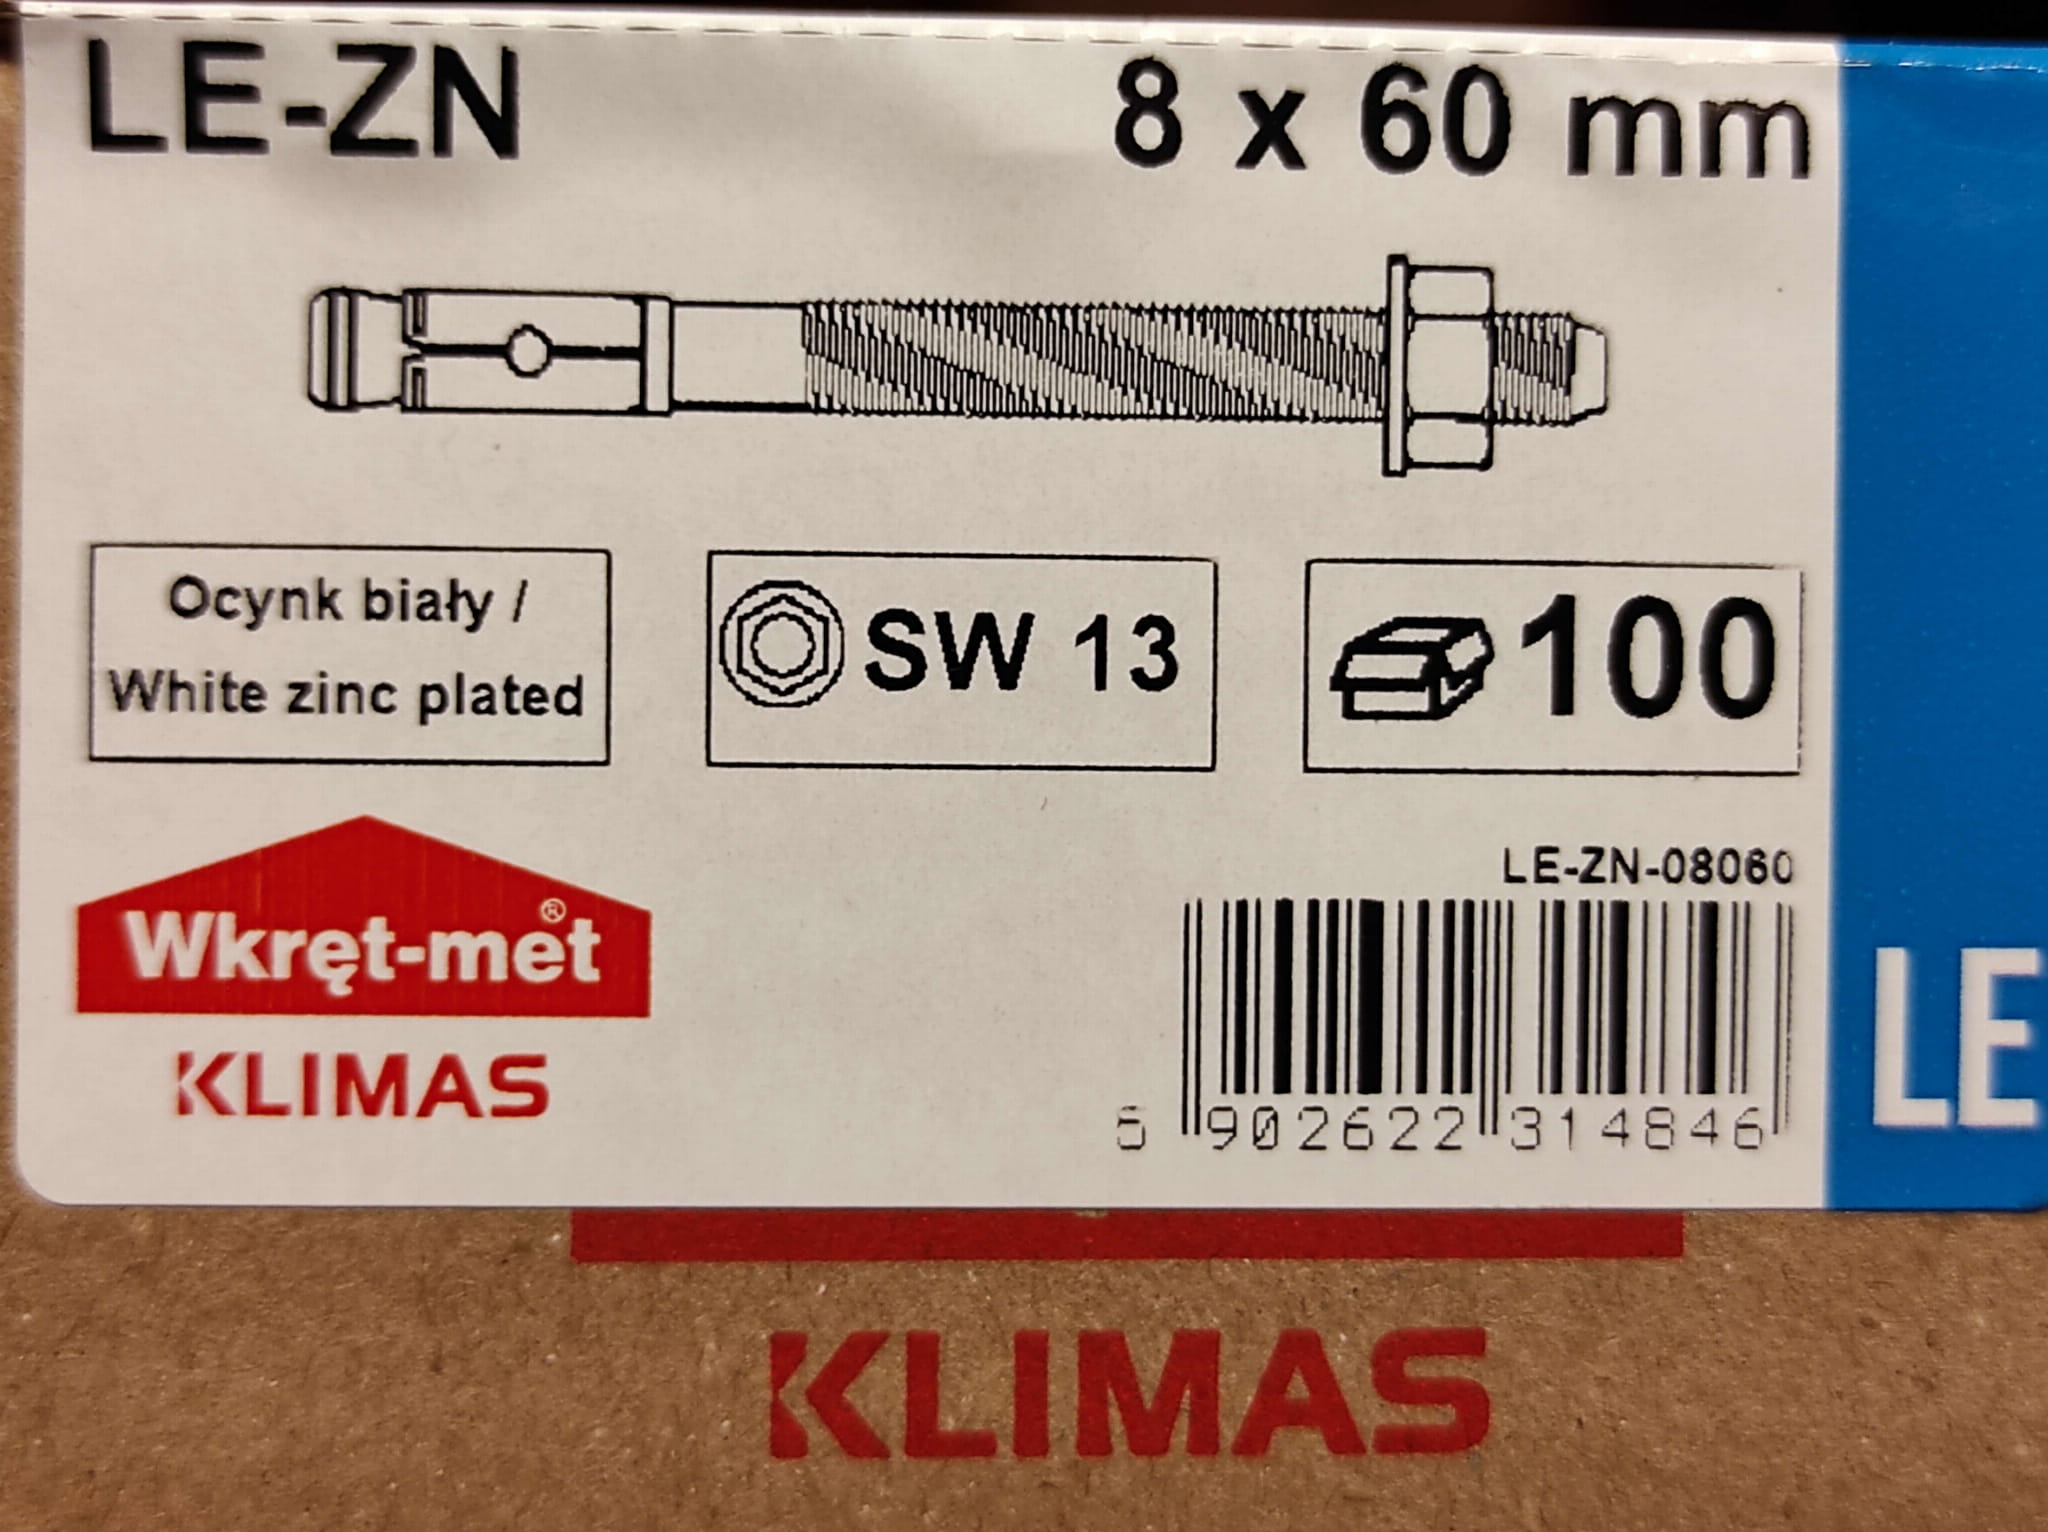 LE-ZN
8 x 60 mm
Ocynk biały /
White zinc plated
SW 13
100
LE-ZN-08060
Wkręt-met®
KLIMAS
5 902622 314846
LE
KLIMAS